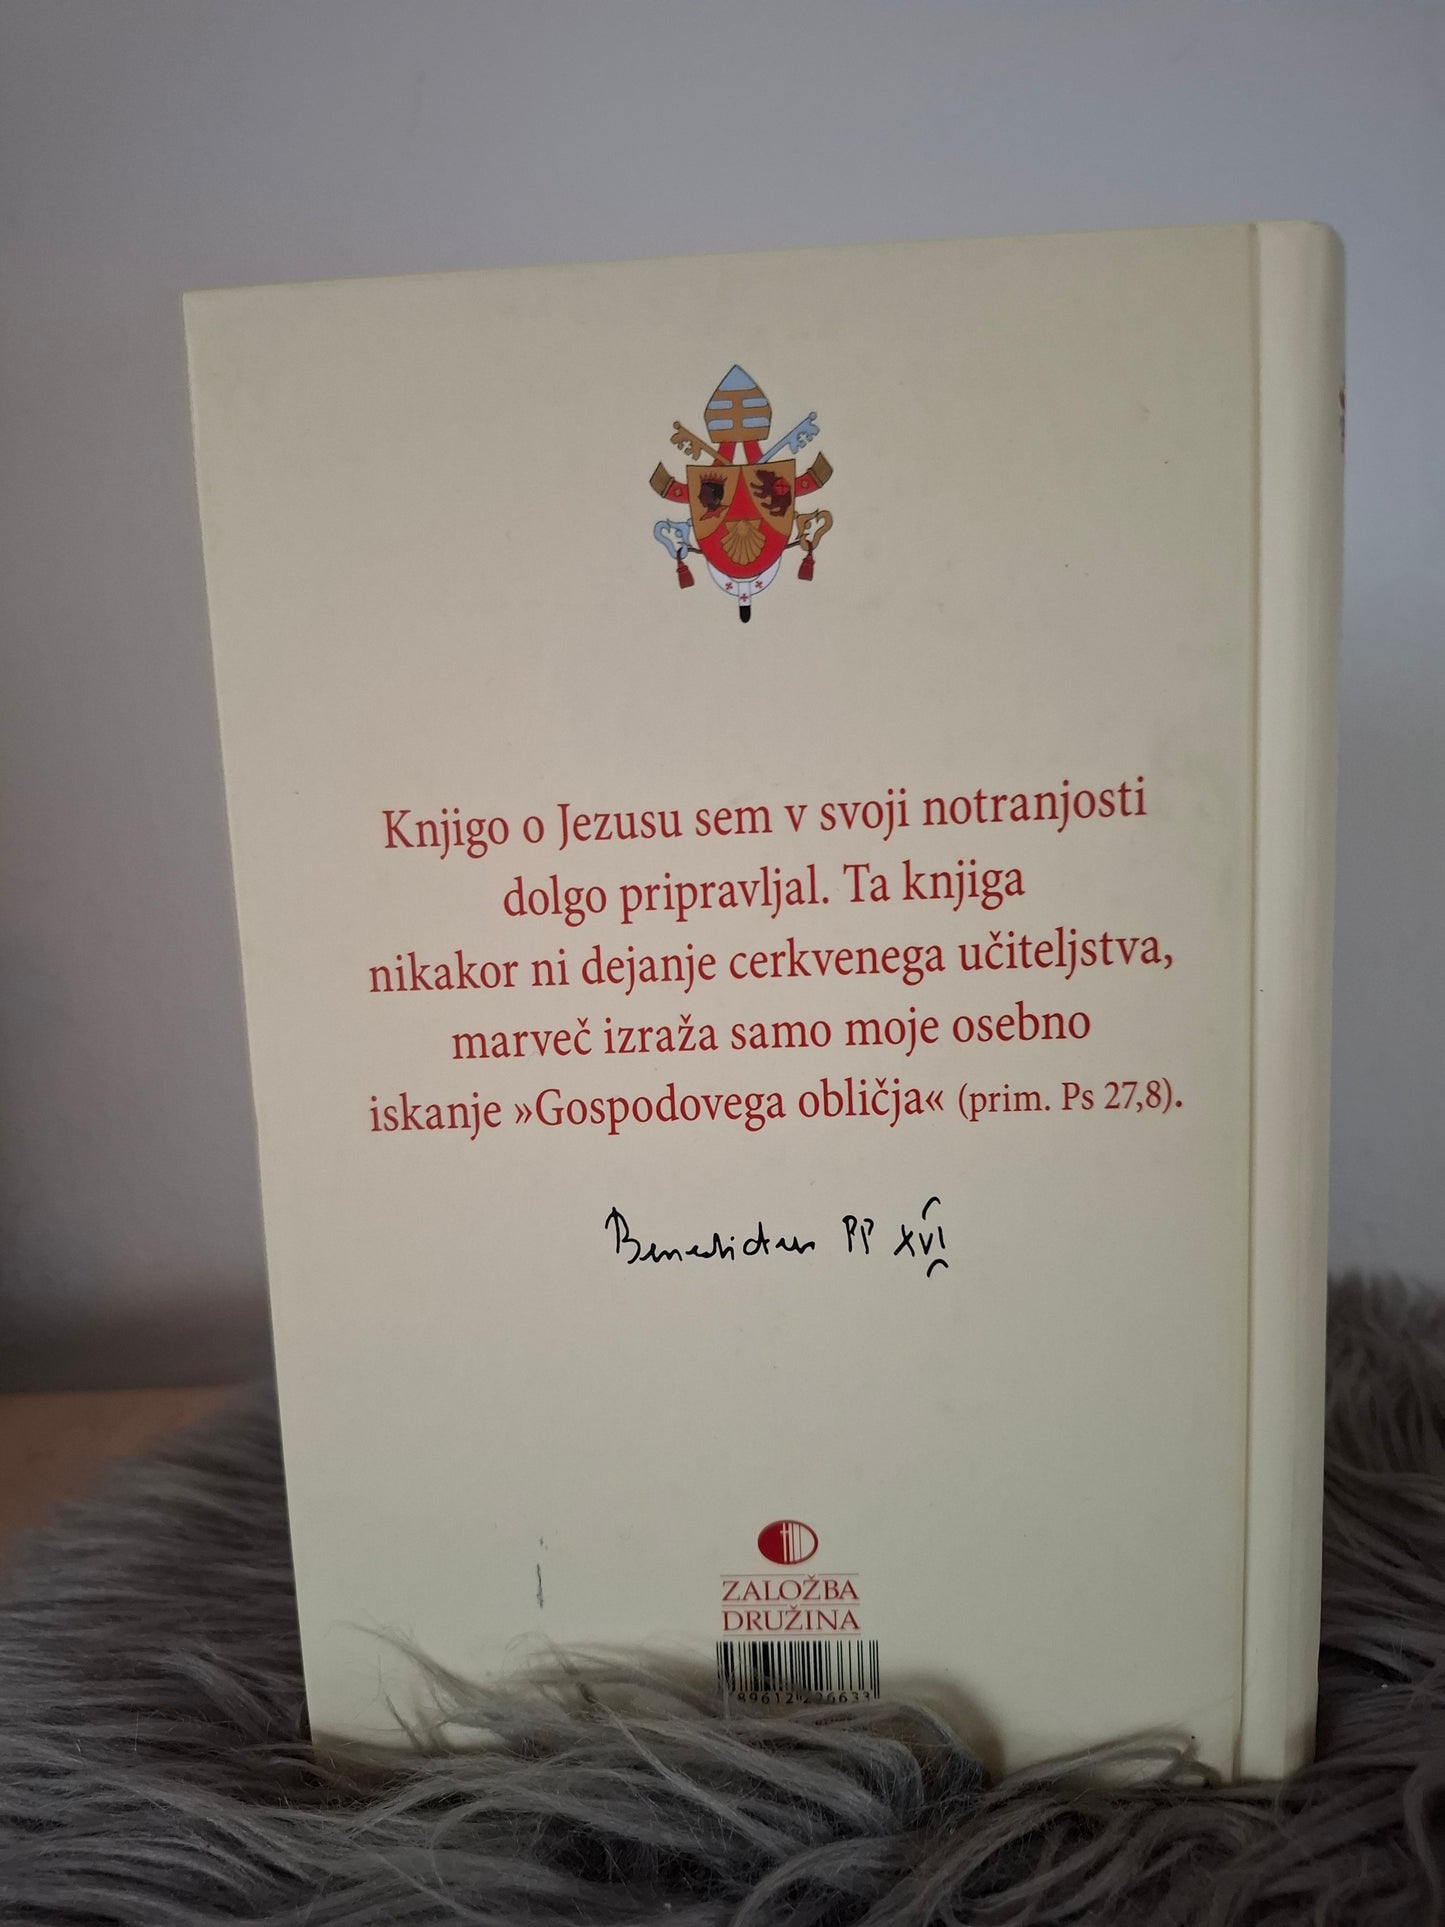 Knjigo o Jezusu sem v svoji notranjosti
dolgo pripravljal. Ta knjiga
nikakor ni dejanje cerkvenega učiteljstva,
marveč izraža samo moje osebno
iskanje »Gospodovega obličja« (prim. Ps 27,8).
Benedictus PP XVI
ZALOŽBA
DRUŽINA